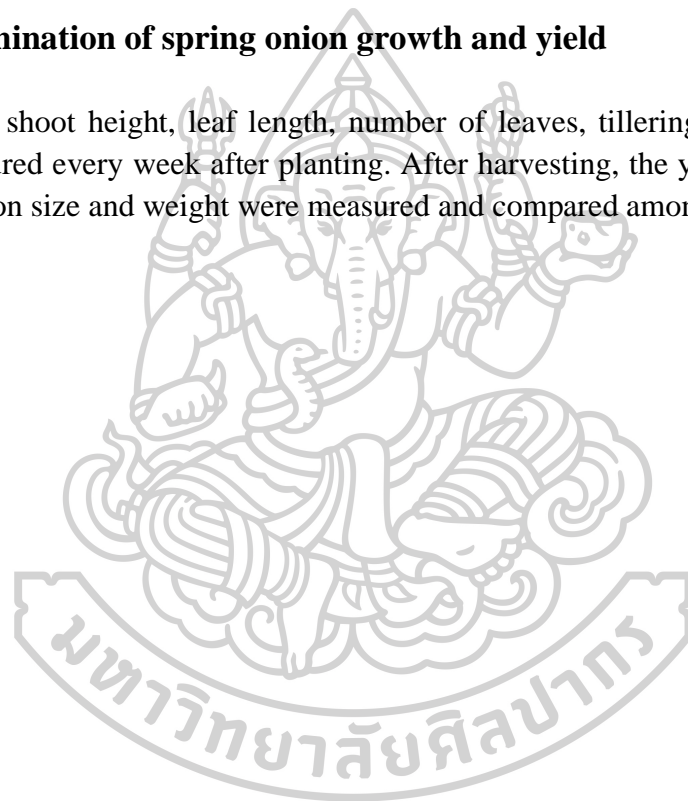 mination of spring onion growth and yield
shoot height, leaf length, number of leaves, tillering
ured every week after planting. After harvesting, the y
on size and weight were measured and compared amon
มหาวิทยาลัยศิลปากร